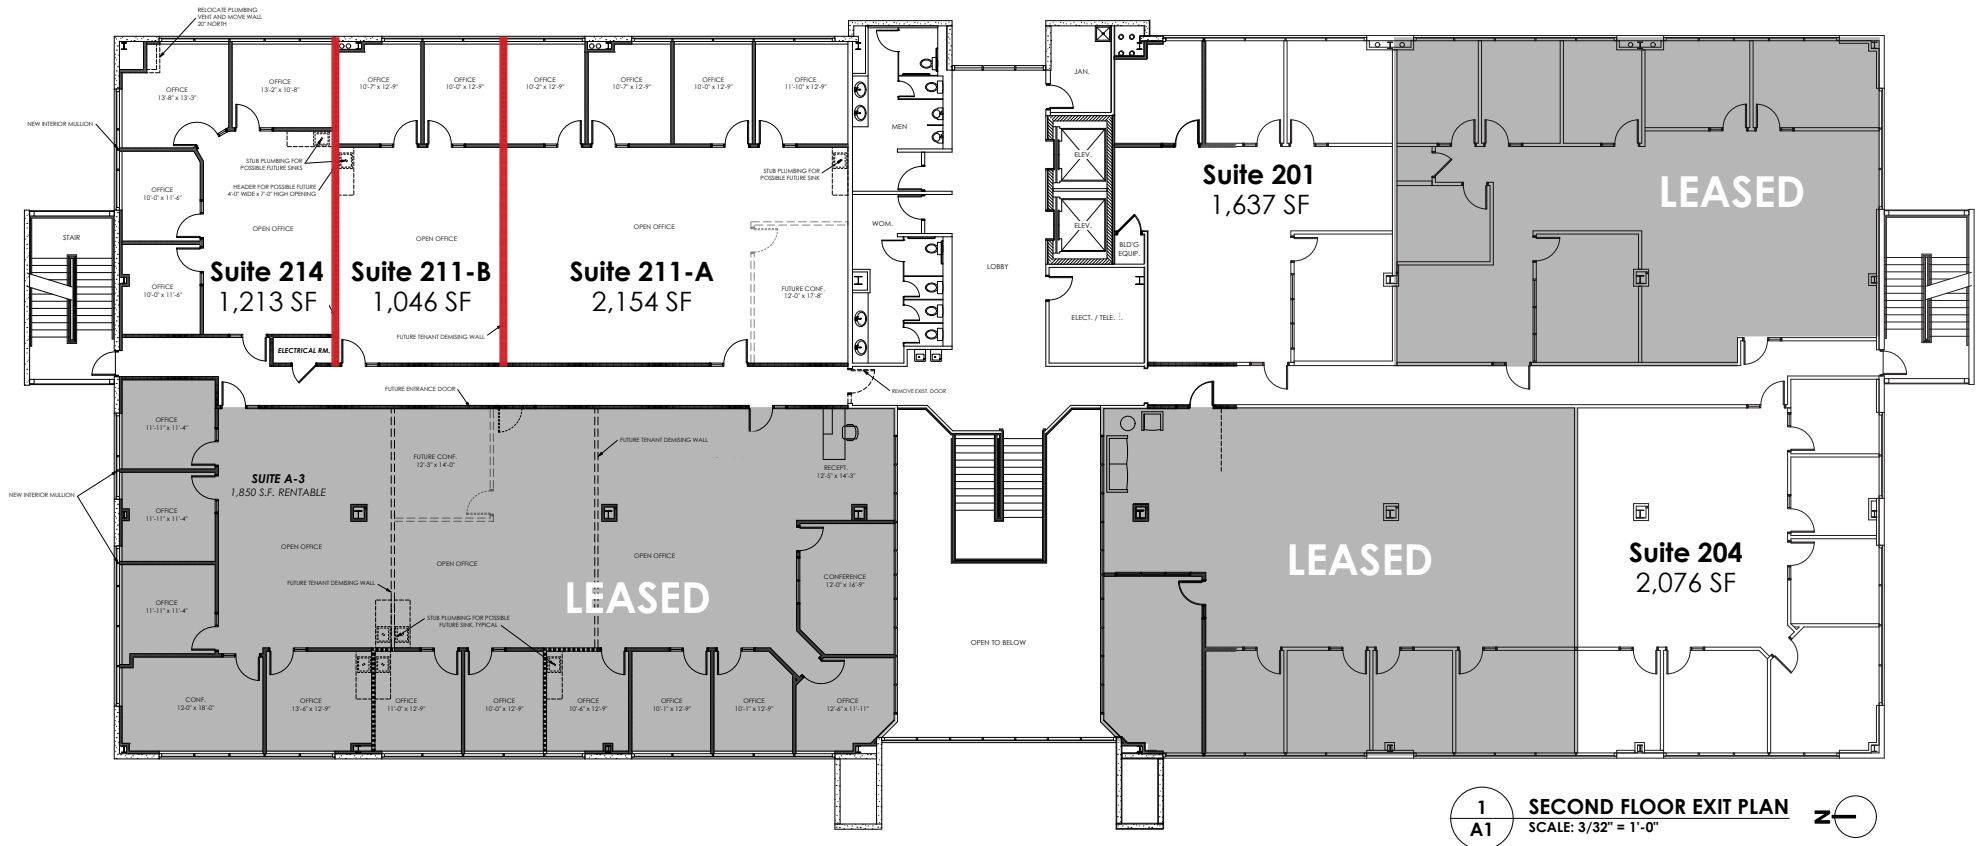 RELOCATE PLUMBING
VENT AND MOVE WALL
20" NORTH
OFFICE
13'-8" x 13'-3"
OFFICE
13'-2" x 10'-8"
OFFICE
10'-7" x 12'-9"
OFFICE
10'-0" x 12'-9"
OFFICE
10'-2" x 12'-9"
OFFICE
10'-7" x 12'-9"
OFFICE
10'-0" x 12'-9"
OFFICE
11'-10" x 12'-9"
MEN
JAN.
ELEV.
ELEV.
NEW INTERIOR MULLION
STUB PLUMBING FOR
POSSIBLE FUTURE SINKS
HEADER FOR POSSIBLE FUTURE
4'-0" WIDE x 7'-0" HIGH OPENING
STUB PLUMBING FOR
POSSIBLE FUTURE SINK
OFFICE
10'-0" x 11'-6"
OPEN OFFICE
OPEN OFFICE
OPEN OFFICE
WOM.
BLD'G
EQUIP.
STAIR
LOBBY
Suite 214
1,213 SF
Suite 211-B
1,046 SF
Suite 211-A
2,154 SF
Suite 201
1,637 SF
LEASED
OFFICE
10'-0" x 11'-6"
FUTURE CONF.
12'-0" x 17'-8"
ELECT. / TELE.
FUTURE TENANT DEMISING WALL
ELECTRICAL RM.
FUTURE ENTRANCE DOOR
REMOVE EXIST. DOOR
OFFICE
11'-11" x 11'-4"
FUTURE TENANT DEMISING WALL
FUTURE CONF.
12'-3" x 14'-0"
RECEPT.
12'-5" x 14'-3"
SUITE A-3
1,850 S.F. RENTABLE
NEW INTERIOR MULLION
OFFICE
11'-11" x 11'-4"
OPEN OFFICE
OPEN OFFICE
OPEN OFFICE
FUTURE TENANT DEMISING WALL
CONFERENCE
12'-0" x 16'-9"
LEASED
LEASED
Suite 204
2,076 SF
OFFICE
11'-11" x 11'-4"
STUB PLUMBING FOR POSSIBLE
FUTURE SINK, TYPICAL
OPEN TO BELOW
CONF.
12'-0" x 18'-0"
OFFICE
13'-6" x 12'-9"
OFFICE
11'-0" x 12'-9"
OFFICE
10'-0" x 12'-9"
OFFICE
10'-6" x 12'-9"
OFFICE
10'-1" x 12'-9"
OFFICE
10'-1" x 12'-9"
OFFICE
12'-6" x 11'-11"
1
A1
SECOND FLOOR EXIT PLAN
SCALE: 3/32" = 1'-0"
N